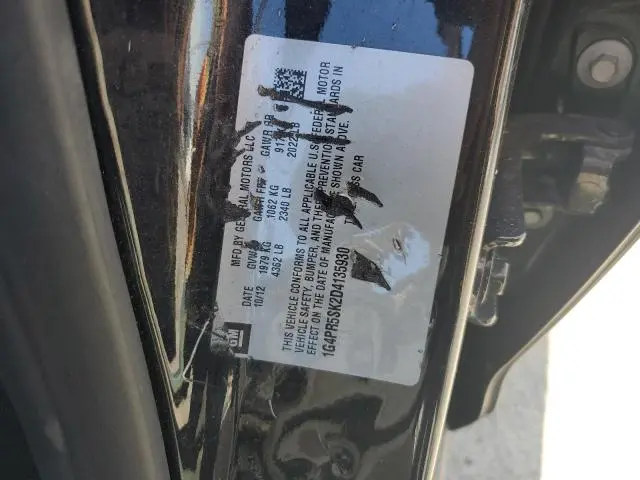 GM
MFD BY GENERAL MOTORS LLC
DATE GVWR GAWR FRT GAWR RR
10/12 1979 KG 1062 KG
4362 LB 2340 LB 2022 LB
THIS VEHICLE CONFORMS TO ALL APPLICABLE U.S. FEDERAL MOTOR
VEHICLE SAFETY, BUMPER, AND THEFT PREVENTION STANDARDS IN
EFFECT ON THE DATE OF MANUFACTURE SHOWN ABOVE.
1G4PR5SK2D4135930 CAR